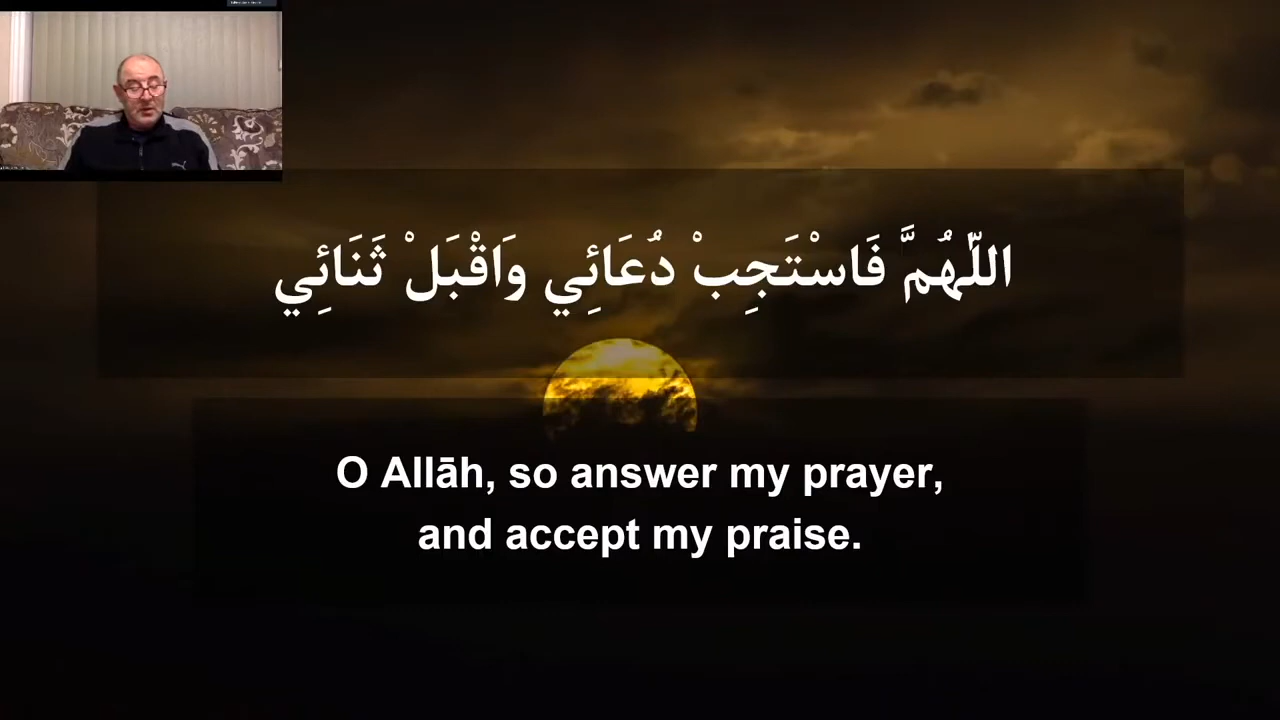 اللّٰهُمَّ فَاسْتَجِبْ دُعَائِي وَاقْبَلْ ثَنَائِي
O Allāh, so answer my prayer,
and accept my praise.